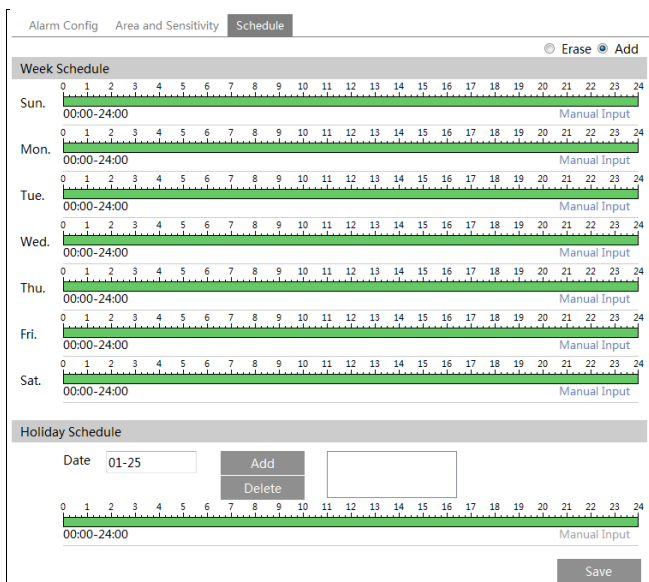 Alarm Config Area and Sensitivity Schedule
Erase Add
Week Schedule
0 1 2 3 4 5 6 7 8 9 10 11 12 13 14 15 16 17 18 19 20 21 22 23 24
Sun.
00:00-24:00 Manual Input
0 1 2 3 4 5 6 7 8 9 10 11 12 13 14 15 16 17 18 19 20 21 22 23 24
Mon.
00:00-24:00 Manual Input
0 1 2 3 4 5 6 7 8 9 10 11 12 13 14 15 16 17 18 19 20 21 22 23 24
Tue.
00:00-24:00 Manual Input
0 1 2 3 4 5 6 7 8 9 10 11 12 13 14 15 16 17 18 19 20 21 22 23 24
Wed.
00:00-24:00 Manual Input
0 1 2 3 4 5 6 7 8 9 10 11 12 13 14 15 16 17 18 19 20 21 22 23 24
Thu.
00:00-24:00 Manual Input
0 1 2 3 4 5 6 7 8 9 10 11 12 13 14 15 16 17 18 19 20 21 22 23 24
Fri.
00:00-24:00 Manual Input
0 1 2 3 4 5 6 7 8 9 10 11 12 13 14 15 16 17 18 19 20 21 22 23 24
Sat.
00:00-24:00 Manual Input
Holiday Schedule
Date 01-25 Add
Delete
0 1 2 3 4 5 6 7 8 9 10 11 12 13 14 15 16 17 18 19 20 21 22 23 24
00:00-24:00 Manual Input
Save